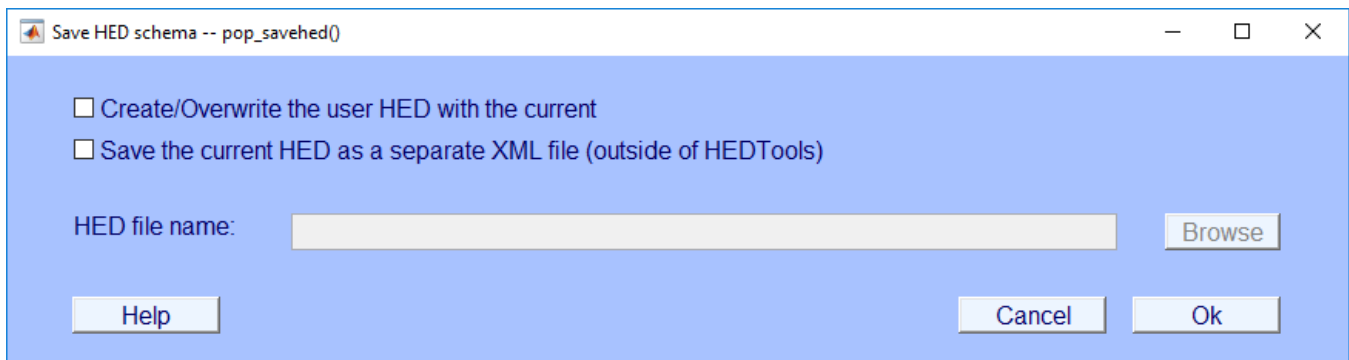 Save HED schema -- pop_savehed()
Create/Overwrite the user HED with the current
Save the current HED as a separate XML file (outside of HEDTools)
HED file name:
Browse
Help
Cancel
Ok